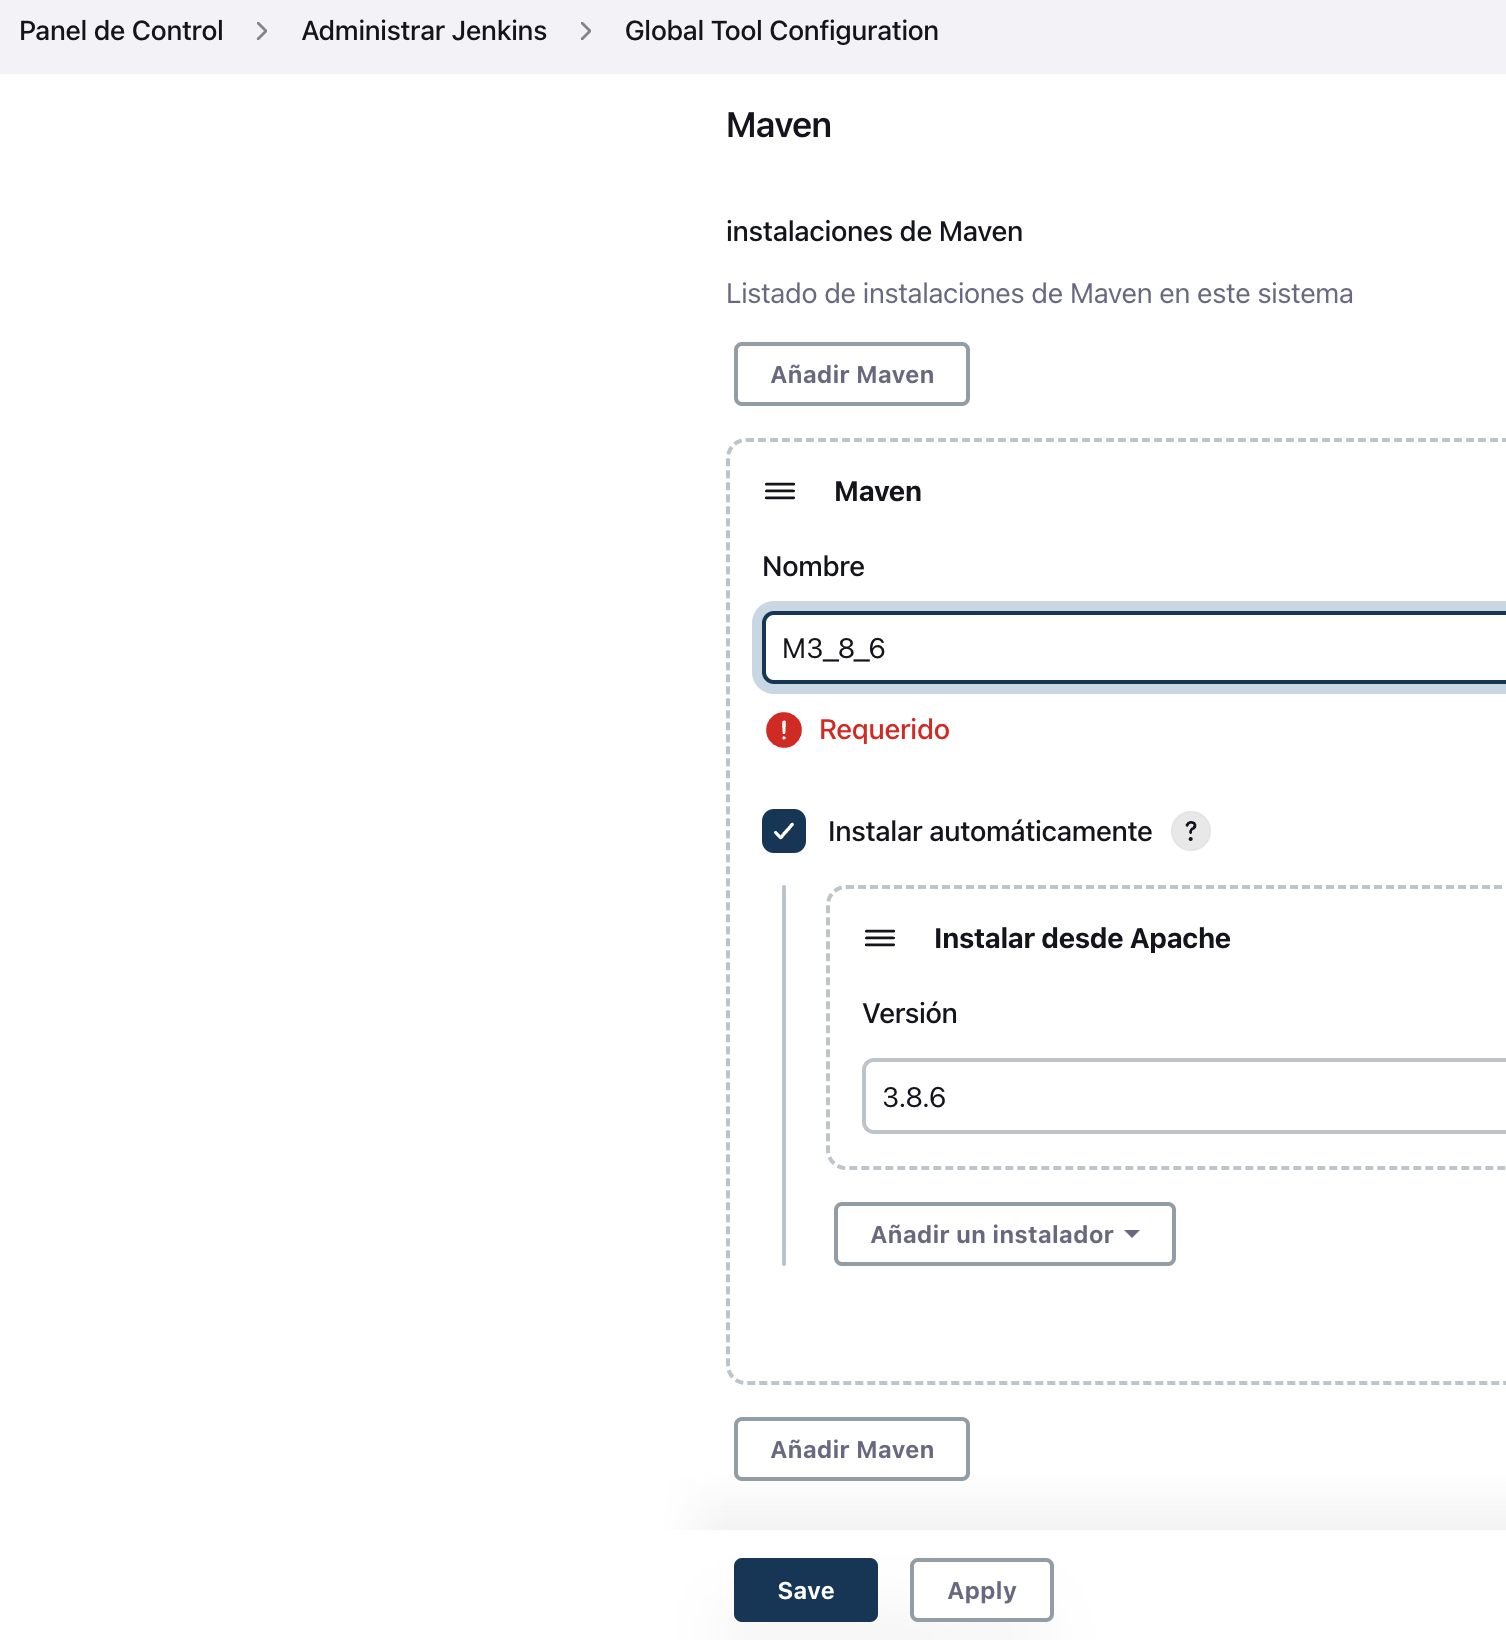 Panel de Control > Administrar Jenkins > Global Tool Configuration
Maven
instalaciones de Maven
Listado de instalaciones de Maven en este sistema
Añadir Maven
Maven
Nombre
M3_8_6
! Requerido
Instalar automáticamente ?
Instalar desde Apache
Versión
3.8.6
Añadir un instalador
Añadir Maven
Save Apply